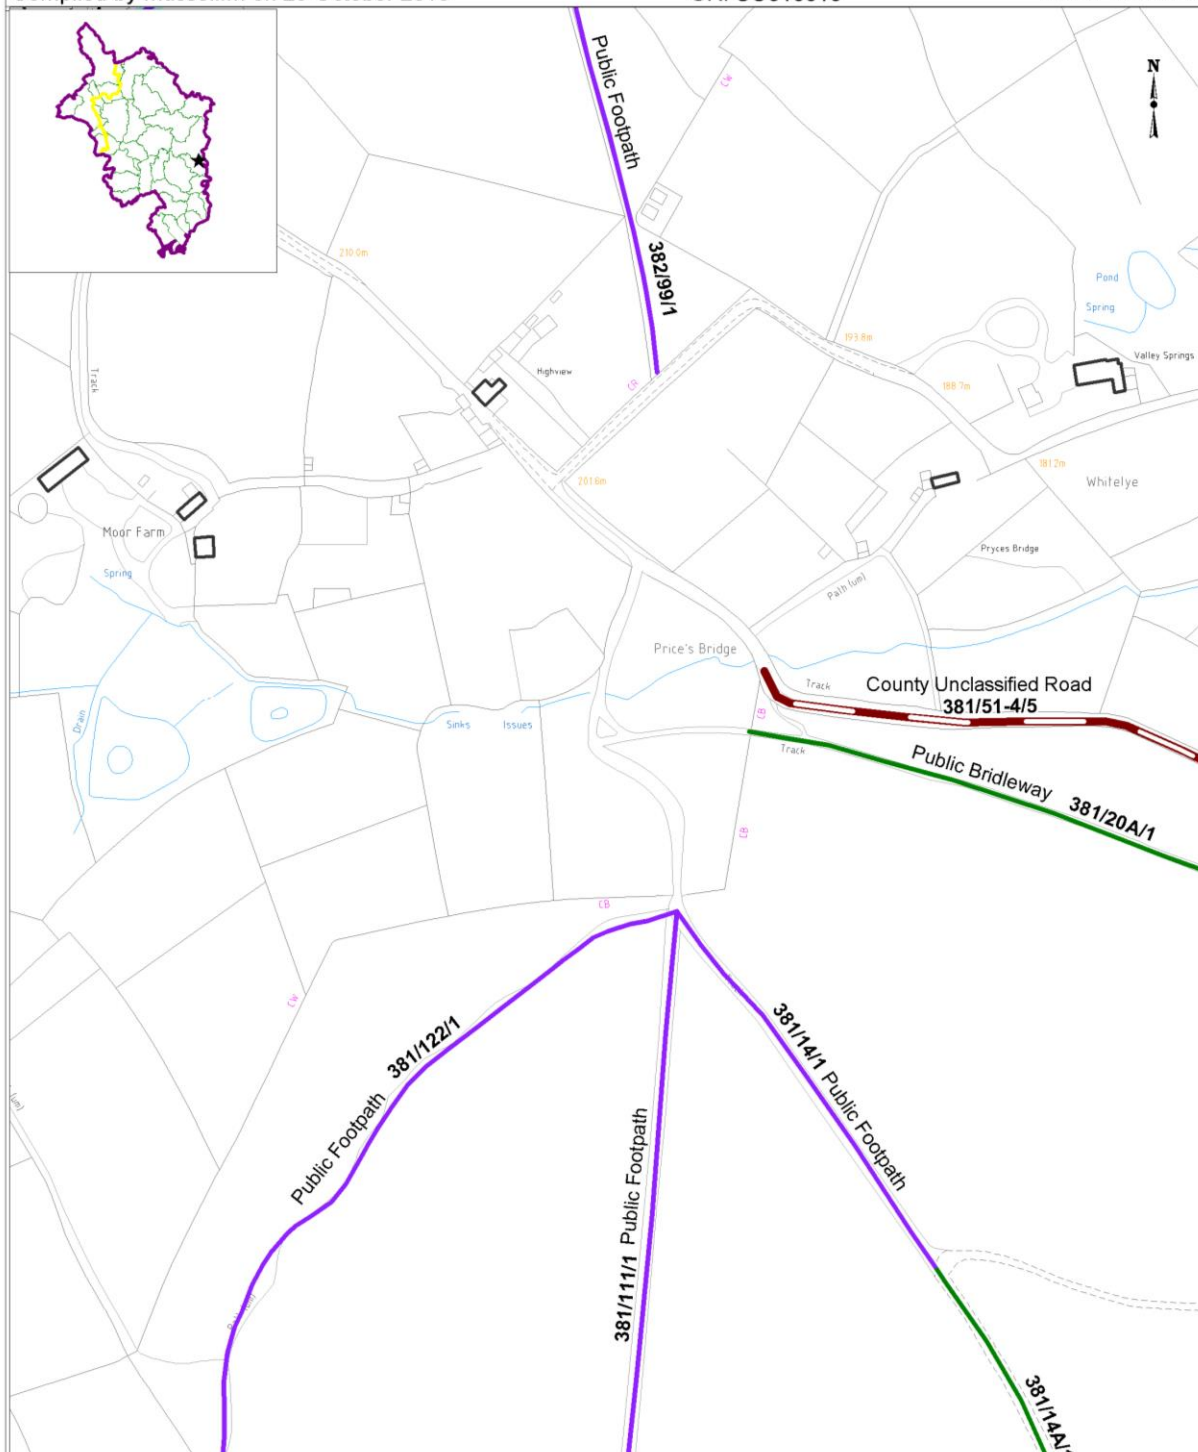 N
Public Footpath
CW
210.0m
382/99/1
Pond
Spring
193.8m
Valley Springs
Track
Highview
CR
188.7m
201.6m
181.2m
Whitelye
Moor Farm
Spring
Pryces Bridge
Path (um)
Price's Bridge
Track
County Unclassified Road
381/51-4/5
CB
Drain
Sinks
Issues
Track
Public Bridleway
381/20A/1
CB
CB
CW
381/14/1 Public Footpath
381/122/1
Public Footpath
381/111/1 Public Footpath